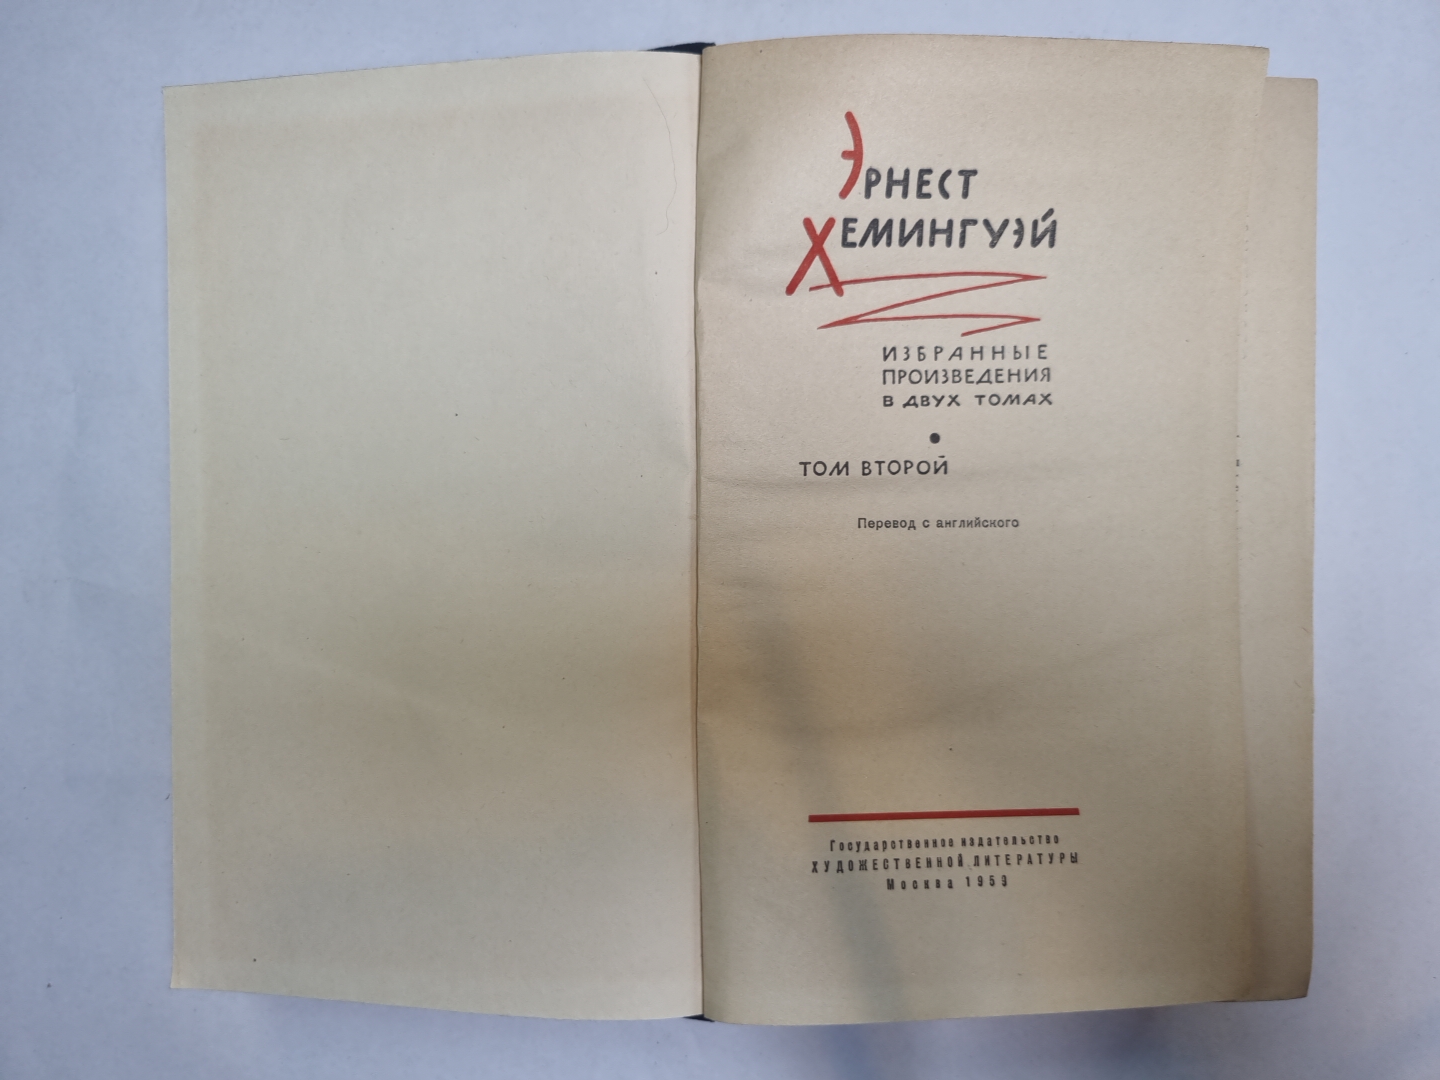 Эрнест
Хемингуэй
ИЗБРАННЫЕ
ПРОИЗВЕДЕНИЯ
В ДВУХ ТОМАХ
ТОМ ВТОРОЙ
Перевод с английского
Государственное издательство
ХУДОЖЕСТВЕННОЙ ЛИТЕРАТУРЫ
Москва 1959